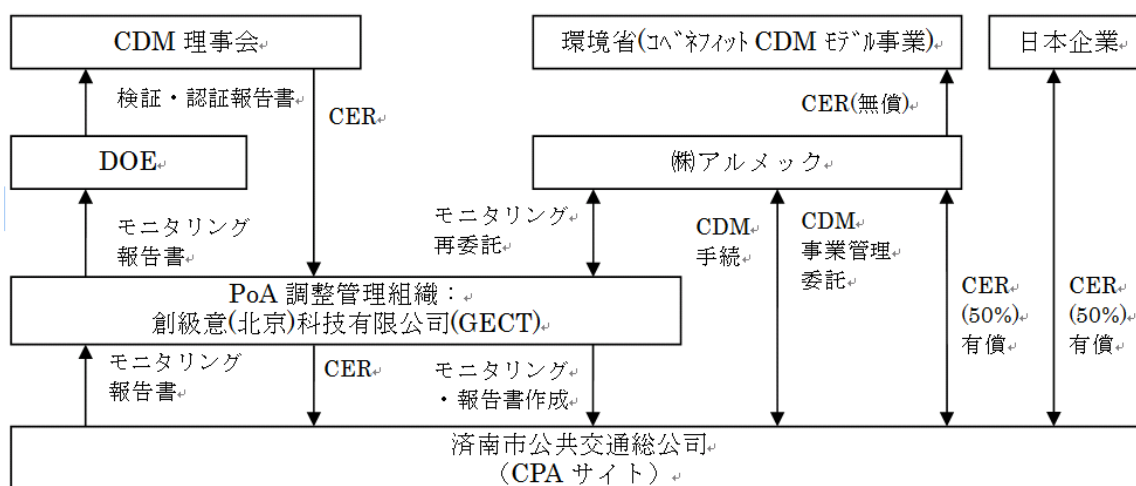 CDM 理事会
環境省(ｺﾍﾞﾈﾌｨｯﾄ CDM ﾓﾃﾞﾙ事業)
日本企業
検証・認証報告書
CER
CER(無償)
DOE
㈱アルメック
モニタリング
報告書
モニタリング
再委託
CDM
手続
CDM
事業管理
委託
PoA 調整管理組織：
創級意(北京)科技有限公司(GECT)
CER
(50%)
有償
CER
(50%)
有償
モニタリング
報告書
CER
モニタリング
・報告書作成
済南市公共交通総公司
（CPA サイト）